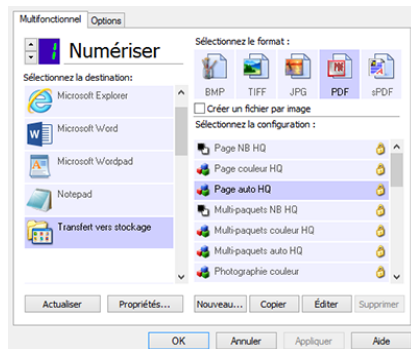 Multifonctionnel Options
1 Numériser
Sélectionnez la destination:
Microsoft Explorer
Microsoft Word
Microsoft Wordpad
Notepad
Transfert vers stockage
Actualiser Propriétés...
Sélectionnez le format :
BMP TIFF JPG PDF sPDF
Créer un fichier par image
Sélectionnez la configuration :
Page NB HQ
Page couleur HQ
Page auto HQ
Multi-paquets NB HQ
Multi-paquets couleur HQ
Multi-paquets auto HQ
Photographie couleur
Nouveau... Copier Éditer Supprimer
OK Annuler Appliquer Aide